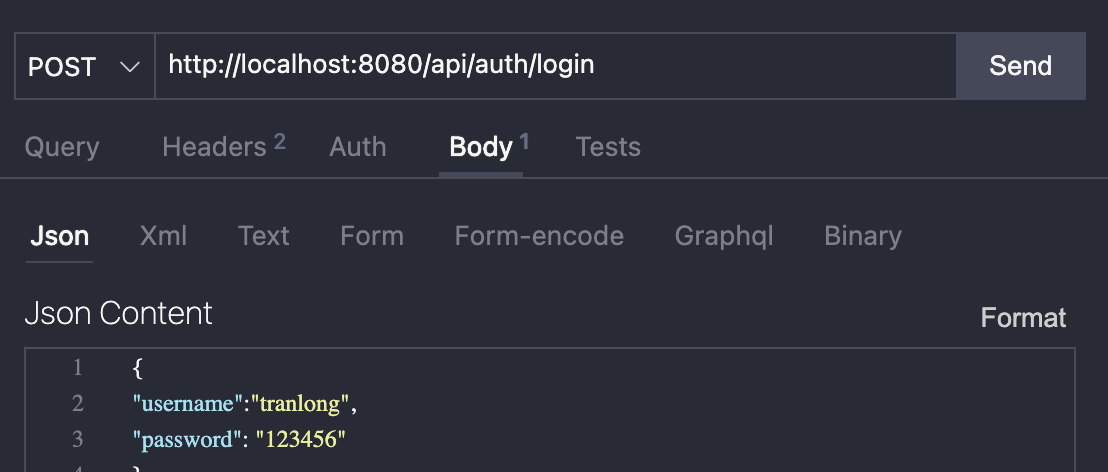 POST http://localhost:8080/api/auth/login Send
Query Headers 2 Auth Body 1 Tests
Json Xml Text Form Form-encode Graphql Binary
Json Content Format
1 {
2 "username":"tranlong",
3 "password": "123456"
4 }